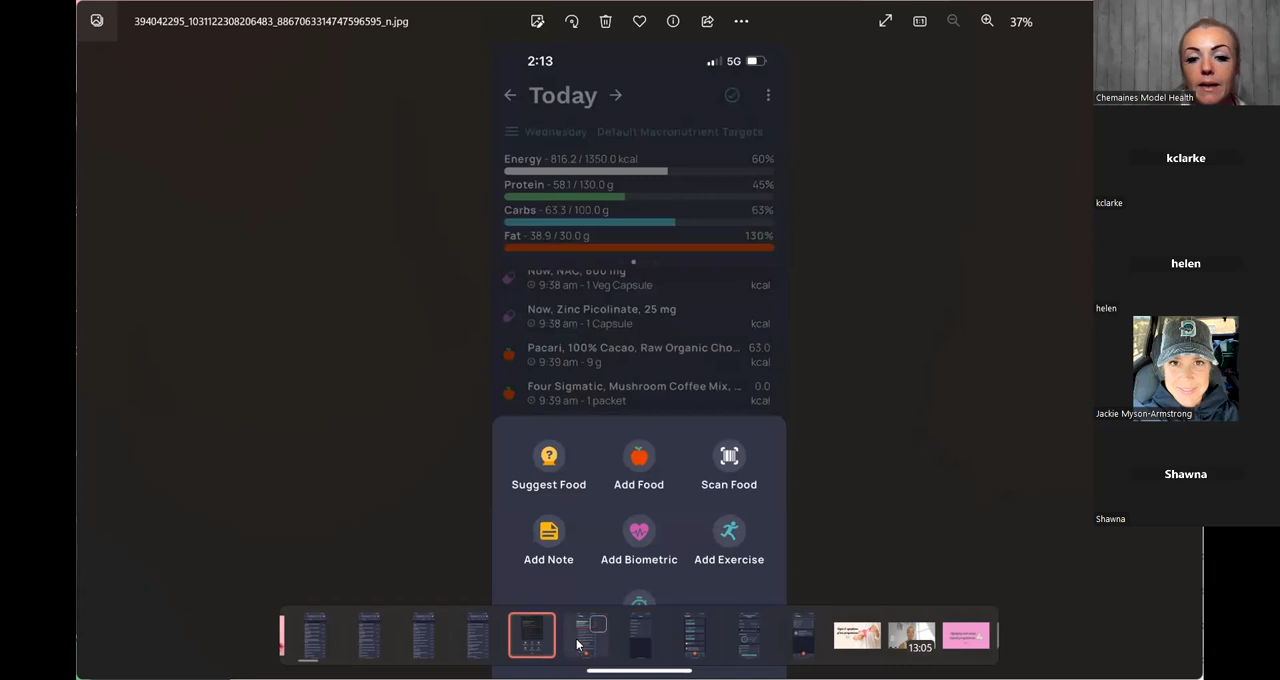 394042295_1031122308206483_8867063314747596595_n.jpg
37%
2:13
5G
Today
Wednesday - Default Macronutrient Targets
Energy - 816.2 / 1350.0 kcal 60%
Protein - 58.1 / 130.0 g 45%
Carbs - 63.3 / 100.0 g 63%
Fat - 38.9 / 30.0 g 130%
Now, NAC, 600 mg
9:38 am - 1 Veg Capsule kcal
Now, Zinc Picolinate, 25 mg
9:38 am - 1 Capsule kcal
Pacari, 100% Cacao, Raw Organic Cho... 63.0
9:39 am - 9 g kcal
Four Sigmatic, Mushroom Coffee Mix, ... 0.0
9:39 am - 1 packet kcal
Suggest Food Add Food Scan Food
Add Note Add Biometric Add Exercise
13:05
Chemaines Model Health
kclarke
kclarke
helen
helen
Jackie Myson-Armstrong
Shawna
Shawna